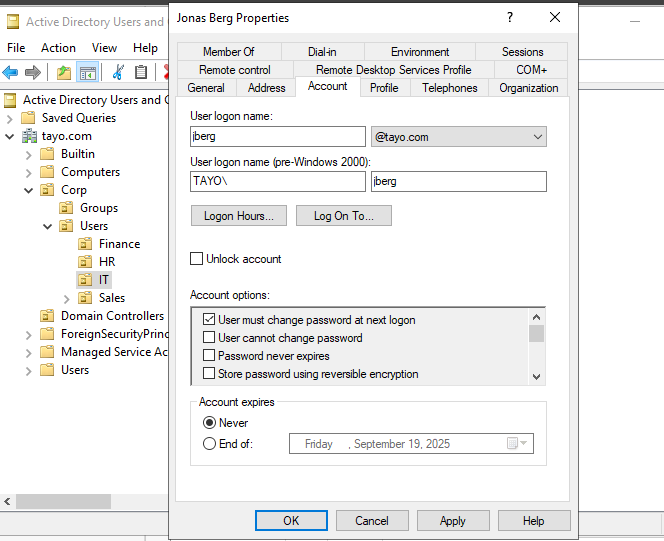 Active Directory Users and C
File Action View Help
Active Directory Users and C
Saved Queries
tayo.com
Builtin
Computers
Corp
Groups
Users
Finance
HR
IT
Sales
Domain Controllers
ForeignSecurityPrinc
Managed Service Ac
Users
Jonas Berg Properties
? ×
Member Of Dial-in Environment Sessions
Remote control Remote Desktop Services Profile COM+
General Address Account Profile Telephones Organization
User logon name:
jberg @tayo.com
User logon name (pre-Windows 2000):
TAYO\ jberg
Logon Hours... Log On To...
Unlock account
Account options:
User must change password at next logon
User cannot change password
Password never expires
Store password using reversible encryption
Account expires
Never
End of: Friday , September 19, 2025
OK Cancel Apply Help